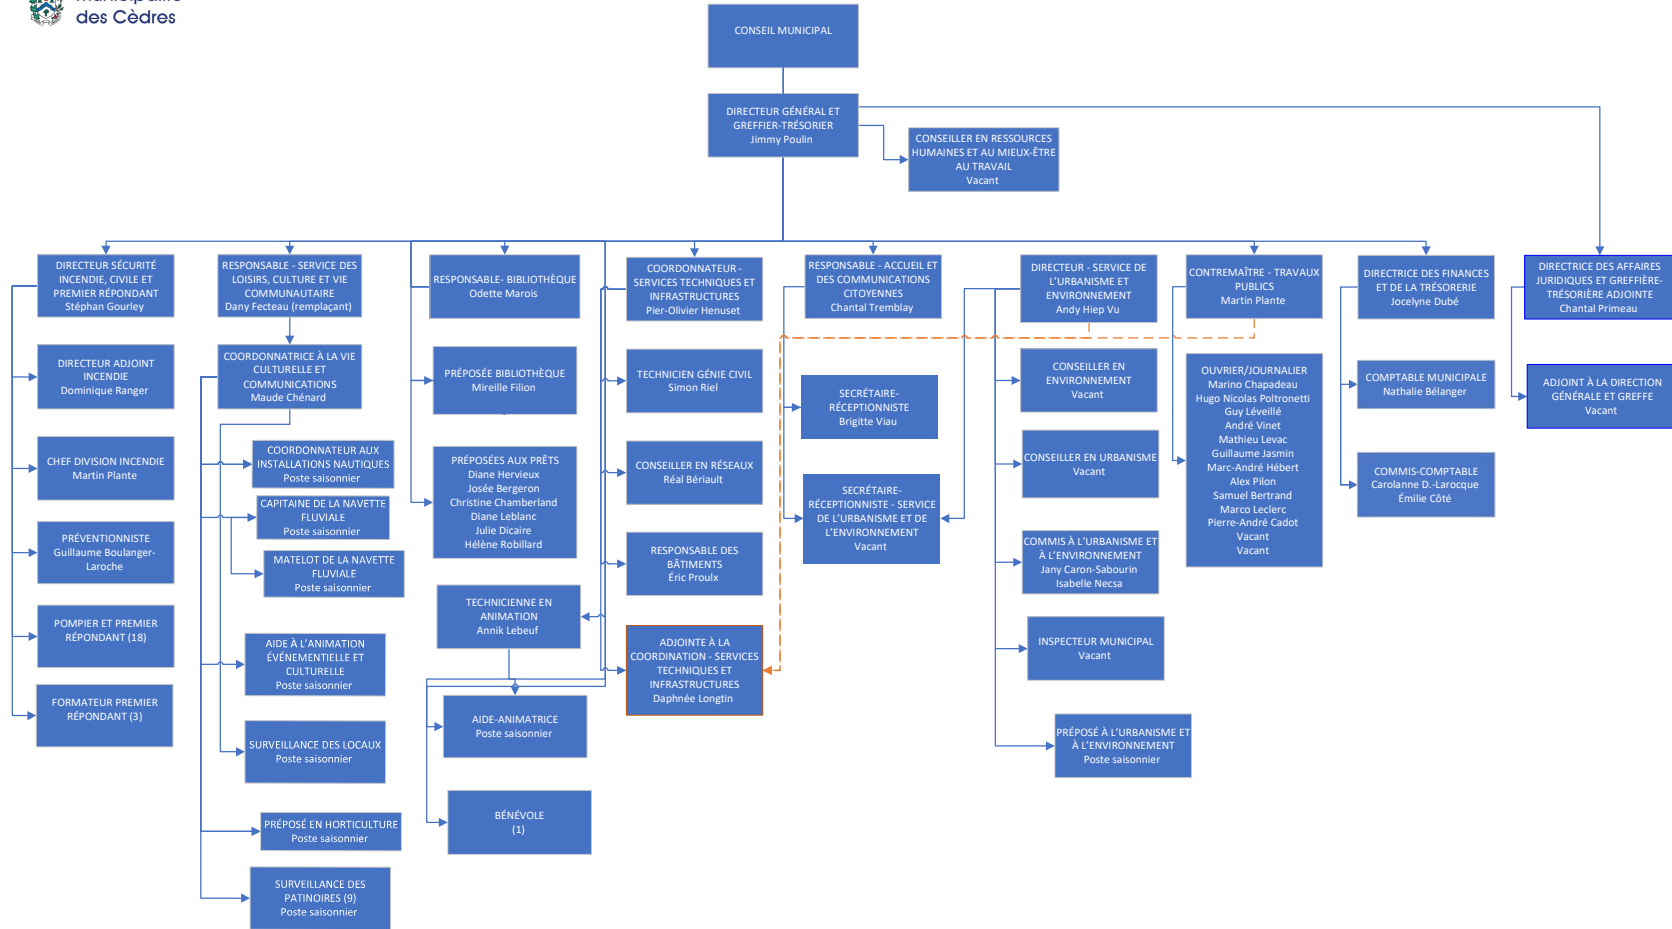 des Cèdres
CONSEIL MUNICIPAL
DIRECTEUR GÉNÉRAL ET
GREFFIER-TRÉSORIER
Jimmy Poulin
CONSEILLER EN RESSOURCES
HUMAINES ET AU MIEUX-ÊTRE
AU TRAVAIL
Vacant
DIRECTEUR SÉCURITÉ
INCENDIE, CIVILE ET
PREMIER RÉPONDANT
Stéphan Gourley
DIRECTEUR ADJOINT
INCENDIE
Dominique Ranger
CHEF DIVISION INCENDIE
Martin Plante
PRÉVENTIONNISTE
Guillaume Boulanger-
Laroche
POMPIER ET PREMIER
RÉPONDANT (18)
FORMATEUR PREMIER
RÉPONDANT (3)
RESPONSABLE - SERVICE DES
LOISIRS, CULTURE ET VIE
COMMUNAUTAIRE
Dany Fecteau (remplaçant)
COORDONNATRICE À LA VIE
CULTURELLE ET
COMMUNICATIONS
Maude Chénard
COORDONNATEUR AUX
INSTALLATIONS NAUTIQUES
Poste saisonnier
CAPITAINE DE LA NAVETTE
FLUVIALE
Poste saisonnier
MATELOT DE LA NAVETTE
FLUVIALE
Poste saisonnier
AIDE À L'ANIMATION
ÉVÉNEMENTIELLE ET
CULTURELLE
Poste saisonnier
SURVEILLANCE DES LOCAUX
Poste saisonnier
PRÉPOSÉ EN HORTICULTURE
Poste saisonnier
SURVEILLANCE DES
PATINOIRES (9)
Poste saisonnier
RESPONSABLE- BIBLIOTHÈQUE
Odette Marois
PRÉPOSÉE BIBLIOTHÈQUE
Mireille Filion
PRÉPOSÉES AUX PRÊTS
Diane Hervieux
Josée Bergeron
Christine Chamberland
Diane Leblanc
Julie Dicaire
Hélène Robillard
TECHNICIENNE EN
ANIMATION
Annik Lebeuf
AIDE-ANIMATRICE
Poste saisonnier
BÉNÉVOLE
(1)
COORDONNATEUR -
SERVICES TECHNIQUES ET
INFRASTRUCTURES
Pier-Olivier Henuset
TECHNICIEN GÉNIE CIVIL
Simon Riel
CONSEILLER EN RÉSEAUX
Réal Bériault
RESPONSABLE DES
BÂTIMENTS
Éric Proulx
ADJOINTE À LA
COORDINATION - SERVICES
TECHNIQUES ET
INFRASTRUCTURES
Daphnée Longtin
RESPONSABLE - ACCUEIL ET
DES COMMUNICATIONS
CITOYENNES
Chantal Tremblay
SECRÉTAIRE-
RÉCEPTIONNISTE
Brigitte Viau
SECRÉTAIRE-
RÉCEPTIONNISTE - SERVICE
DE L'URBANISME ET DE
L'ENVIRONNEMENT
Vacant
DIRECTEUR - SERVICE DE
L'URBANISME ET
ENVIRONNEMENT
Andy Hiep Vu
CONSEILLER EN
ENVIRONNEMENT
Vacant
CONSEILLER EN URBANISME
Vacant
COMMIS À L'URBANISME ET
À L'ENVIRONNEMENT
Jany Caron-Sabourin
Isabelle Necsa
INSPECTEUR MUNICIPAL
Vacant
PRÉPOSÉ À L'URBANISME ET
À L'ENVIRONNEMENT
Poste saisonnier
CONTREMAÎTRE - TRAVAUX
PUBLICS
Martin Plante
OUVRIER/JOURNALIER
Marino Chapadeau
Hugo Nicolas Poltronetti
Guy Léveillé
André Vinet
Mathieu Levac
Guillaume Jasmin
Marc-André Hébert
Alex Pilon
Samuel Bertrand
Marco Leclerc
Pierre-André Cadot
Vacant
Vacant
DIRECTRICE DES FINANCES
ET DE LA TRÉSORERIE
Jocelyne Dubé
COMPTABLE MUNICIPALE
Nathalie Bélanger
COMMIS-COMPTABLE
Carolanne D.-Larocque
Émilie Côté
DIRECTRICE DES AFFAIRES
JURIDIQUES ET GREFFIÈRE-
TRÉSORIÈRE ADJOINTE
Chantal Primeau
ADJOINT À LA DIRECTION
GÉNÉRALE ET GREFFE
Vacant